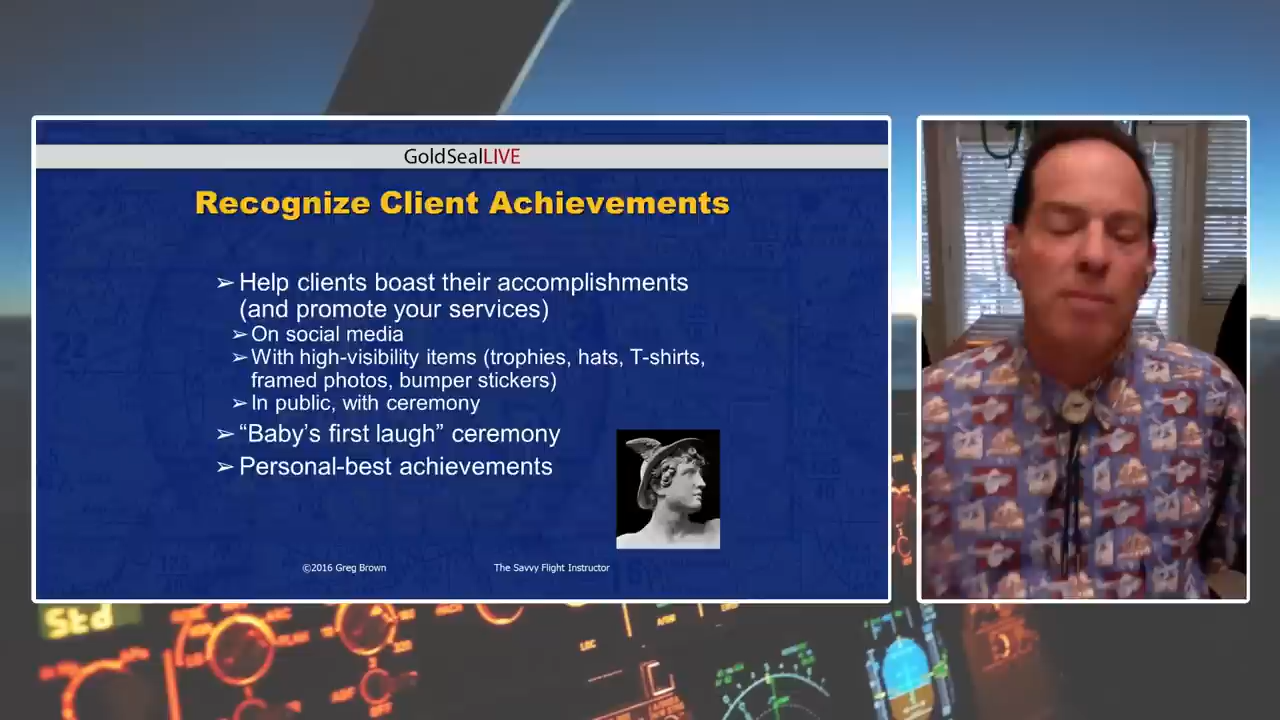 GoldSealLIVE
Recognize Client Achievements
➢ Help clients boast their accomplishments
(and promote your services)
➢ On social media
➢ With high-visibility items (trophies, hats, T-shirts,
framed photos, bumper stickers)
➢ In public, with ceremony
➢ “Baby’s first laugh” ceremony
➢ Personal-best achievements
©2016 Greg Brown
The Savvy Flight Instructor
Std